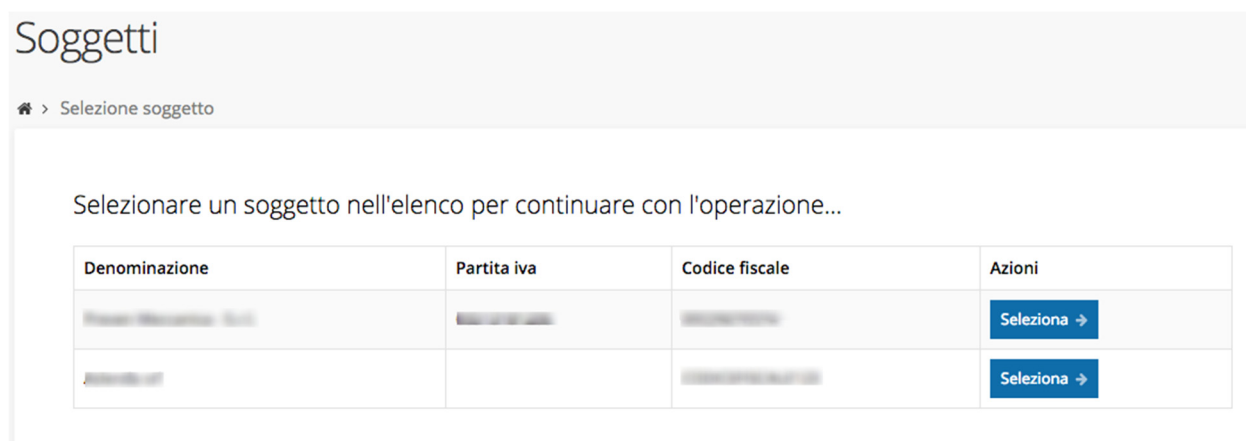 Soggetti
> Selezione soggetto
Selezionare un soggetto nell'elenco per continuare con l'operazione...
Denominazione Partita iva Codice fiscale Azioni
Seleziona →
Seleziona →